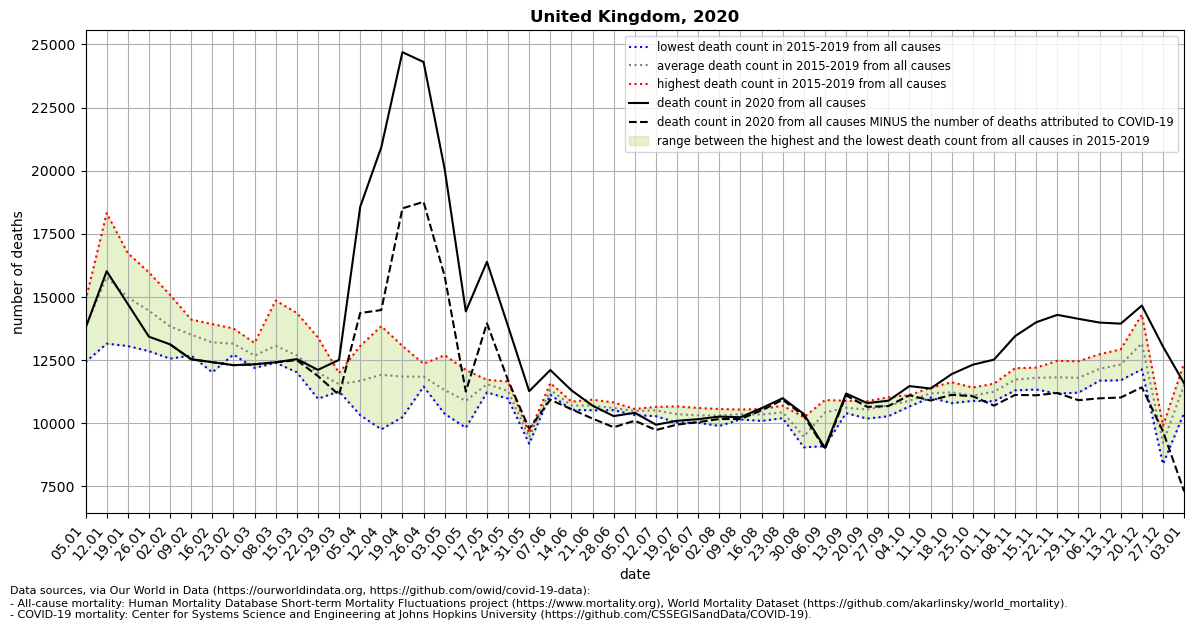 United Kingdom, 2020
25000
22500
20000
17500
15000
12500
10000
7500
number of deaths
lowest death count in 2015-2019 from all causes
average death count in 2015-2019 from all causes
highest death count in 2015-2019 from all causes
death count in 2020 from all causes
death count in 2020 from all causes MINUS the number of deaths attributed to COVID-19
range between the highest and the lowest death count from all causes in 2015-2019
05.01 12.01 19.01 26.01 02.02 09.02 16.02 23.02 01.03 08.03 15.03 22.03 29.03 05.04 12.04 19.04 26.04 03.05 10.05 17.05 24.05 31.05 07.06 14.06 21.06 28.06 05.07 12.07 19.07 26.07 02.08 09.08 16.08 23.08 30.08 06.09 13.09 20.09 27.09 04.10 11.10 18.10 25.10 01.11 08.11 15.11 22.11 29.11 06.12 13.12 20.12 27.12 03.01
date
Data sources, via Our World in Data (https://ourworldindata.org, https://github.com/owid/covid-19-data):
- All-cause mortality: Human Mortality Database Short-term Mortality Fluctuations project (https://www.mortality.org), World Mortality Dataset (https://github.com/akarlinsky/world_mortality).
- COVID-19 mortality: Center for Systems Science and Engineering at Johns Hopkins University (https://github.com/CSSEGISandData/COVID-19).